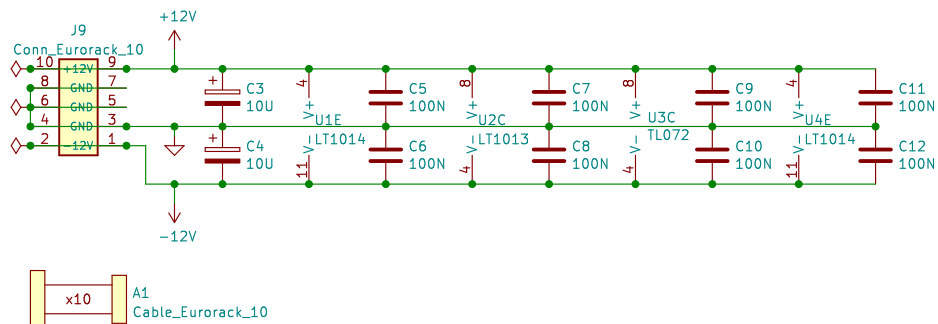 +12V
J9
Conn_Eurorack_10
10 +12V 9
8 GND 7
6 GND 5
4 GND 3
2 -12V 1
+ C3
10U
+ C4
10U
4 V+
U1E
LT1014
V- 11
C5
100N
C6
100N
8 V+
U2C
LT1013
V- 4
C7
100N
C8
100N
8 V+
U3C
TL072
V- 4
C9
100N
C10
100N
4 V+
U4E
LT1014
V- 11
C11
100N
C12
100N
-12V
x10
A1
Cable_Eurorack_10